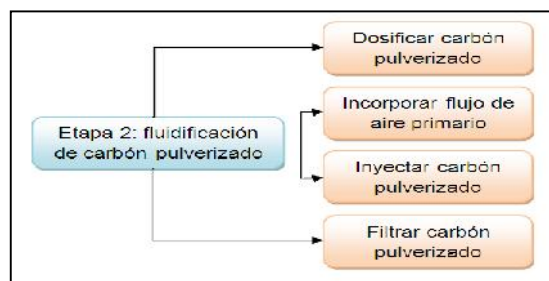 Dosificar carbón
pulverizado
Incorporar flujo de
aire primario
Etapa 2: fluidificación
de carbón pulverizado
Inyectar carbón
pulverizado
Filtrar carbón
pulverizado